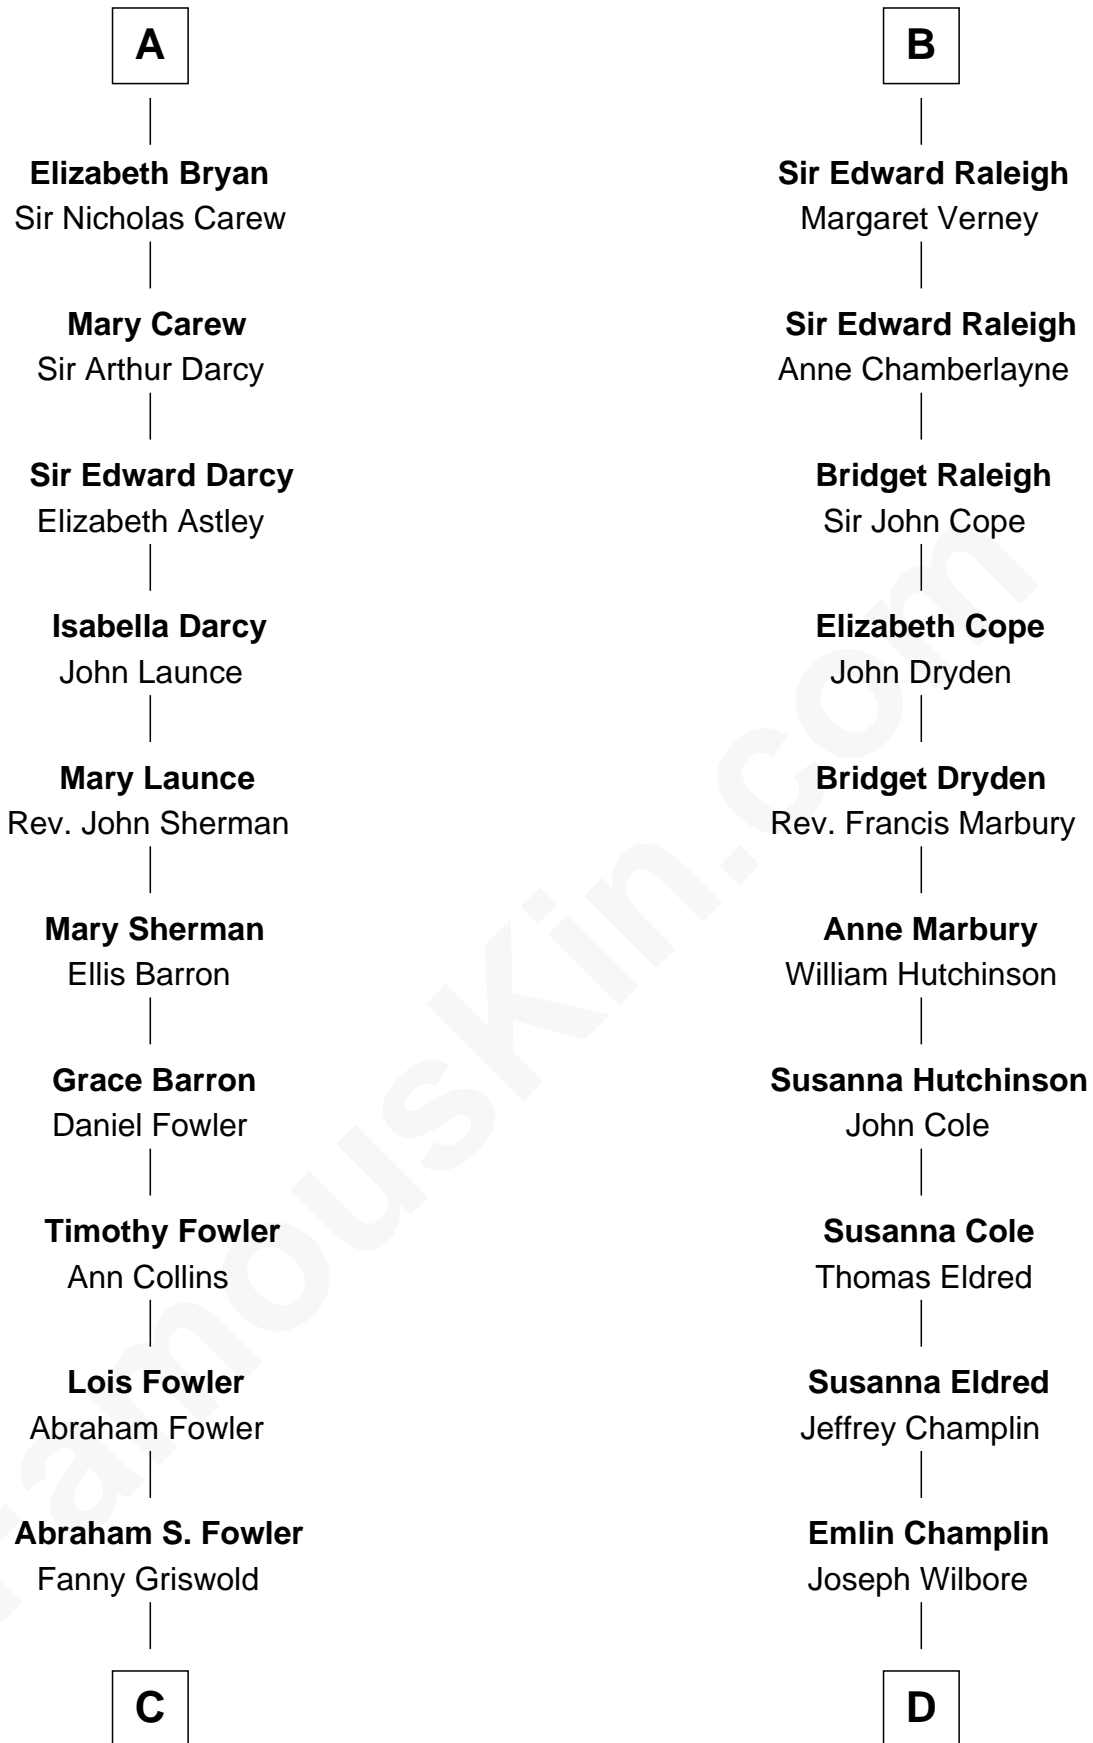 A
Elizabeth Bryan
Sir Nicholas Carew
Mary Carew
Sir Arthur Darcy
Sir Edward Darcy
Elizabeth Astley
Isabella Darcy
John Launce
Mary Launce
Rev. John Sherman
Mary Sherman
Ellis Barron
Grace Barron
Daniel Fowler
Timothy Fowler
Ann Collins
Lois Fowler
Abraham Fowler
Abraham S. Fowler
Fanny Griswold
C
B
Sir Edward Raleigh
Margaret Verney
Sir Edward Raleigh
Anne Chamberlayne
Bridget Raleigh
Sir John Cope
Elizabeth Cope
John Dryden
Bridget Dryden
Rev. Francis Marbury
Anne Marbury
William Hutchinson
Susanna Hutchinson
John Cole
Susanna Cole
Thomas Eldred
Susanna Eldred
Jeffrey Champlin
Emlin Champlin
Joseph Wilbore
D
FamousKin.com